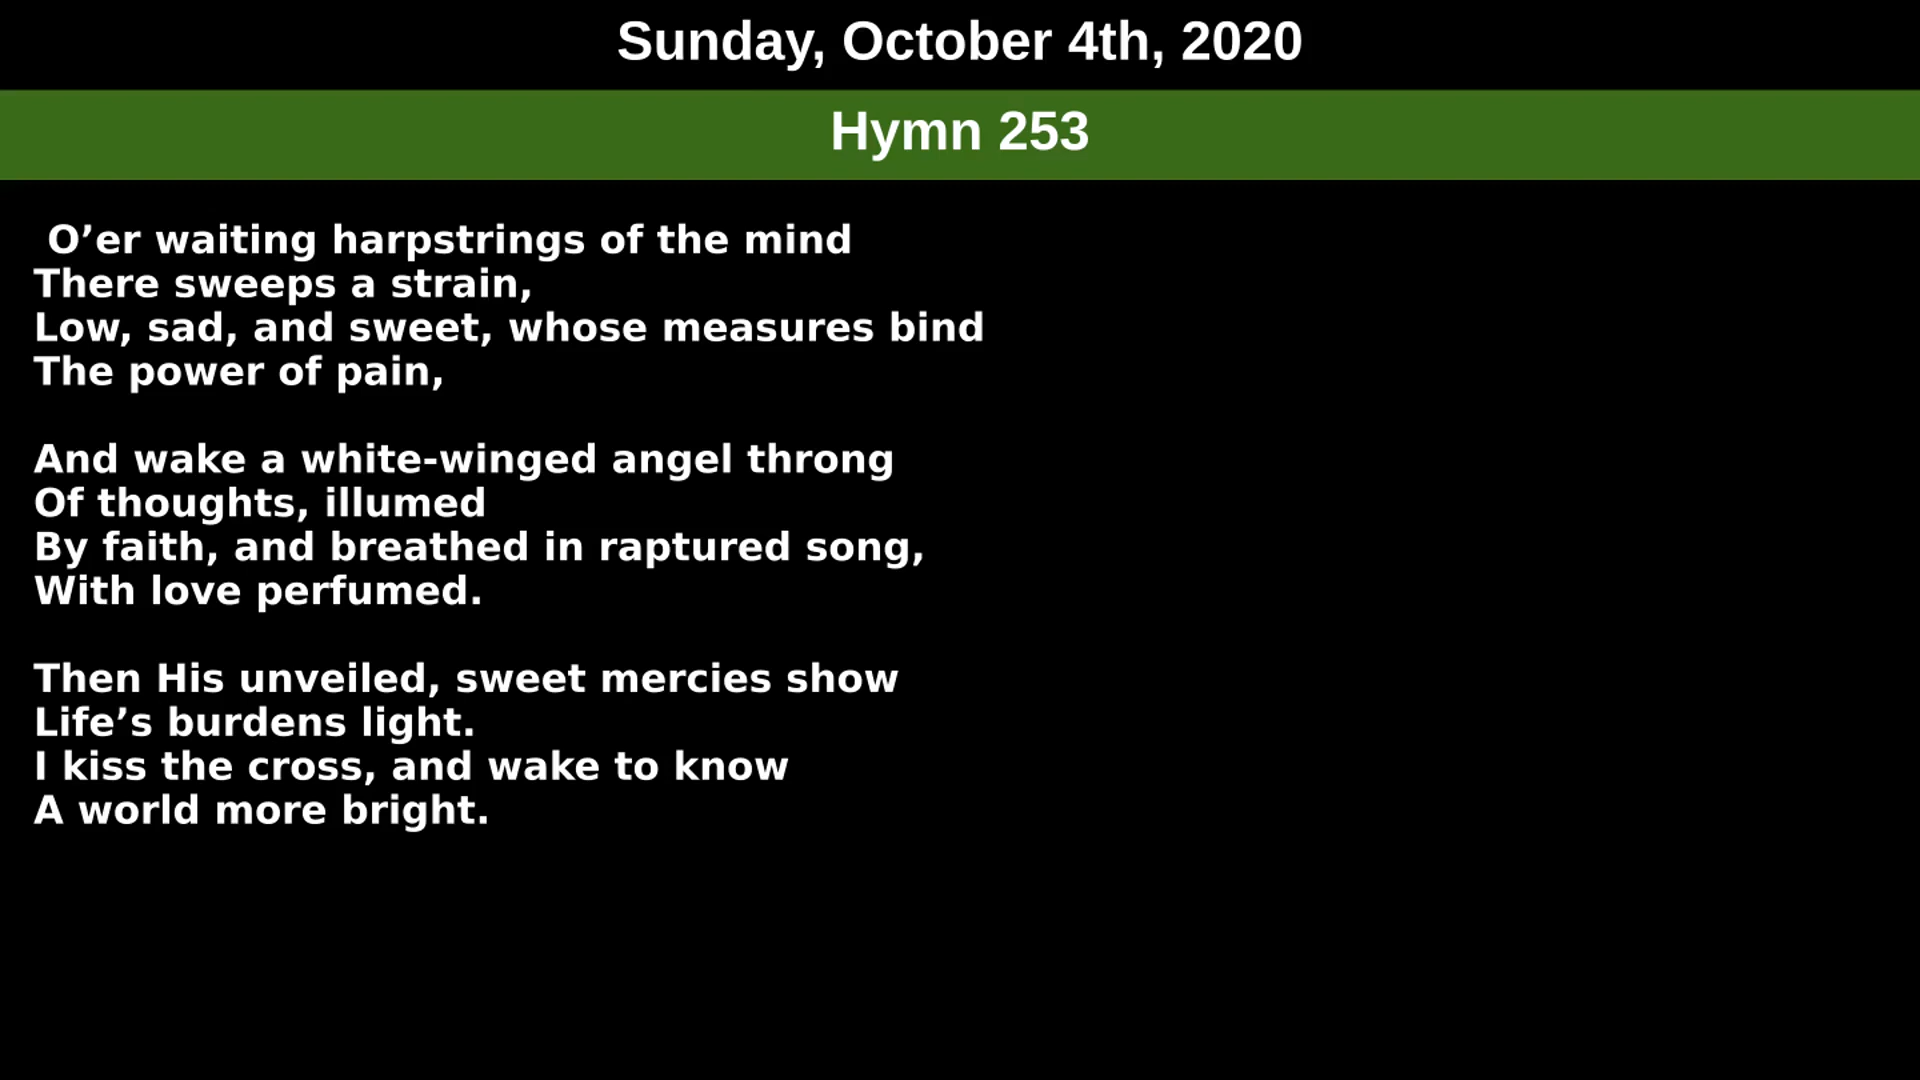 Sunday, October 4th, 2020
Hymn 253
O’er waiting harpstrings of the mind
There sweeps a strain,
Low, sad, and sweet, whose measures bind
The power of pain,
And wake a white-winged angel throng
Of thoughts, illumed
By faith, and breathed in raptured song,
With love perfumed.
Then His unveiled, sweet mercies show
Life’s burdens light.
I kiss the cross, and wake to know
A world more bright.